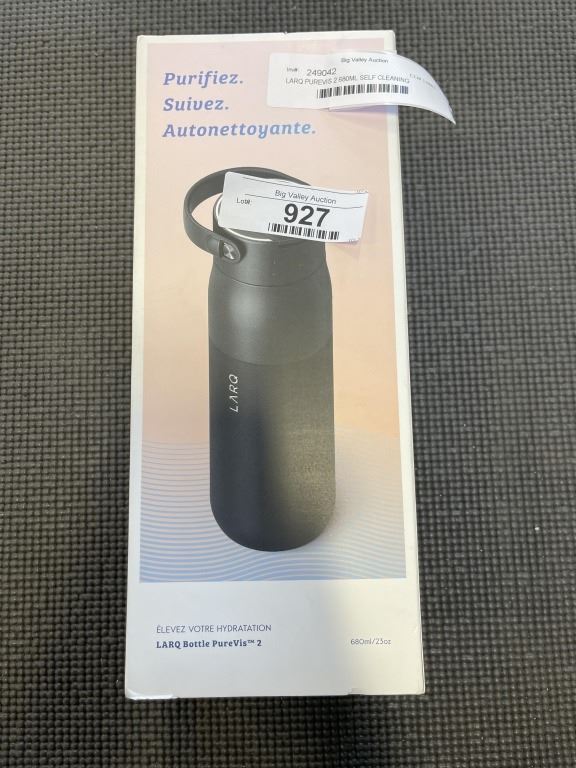 Purifiez.
Suivez.
Autonettoyante.
Big Valley Auction
Inv#: 249042
LARQ PUREVIS 2 680ML SELF CLEANING
Big Valley Auction
Lot#: 927
LARQ
ÉLEVEZ VOTRE HYDRATATION
LARQ Bottle PureVis™ 2
680ml/23oz